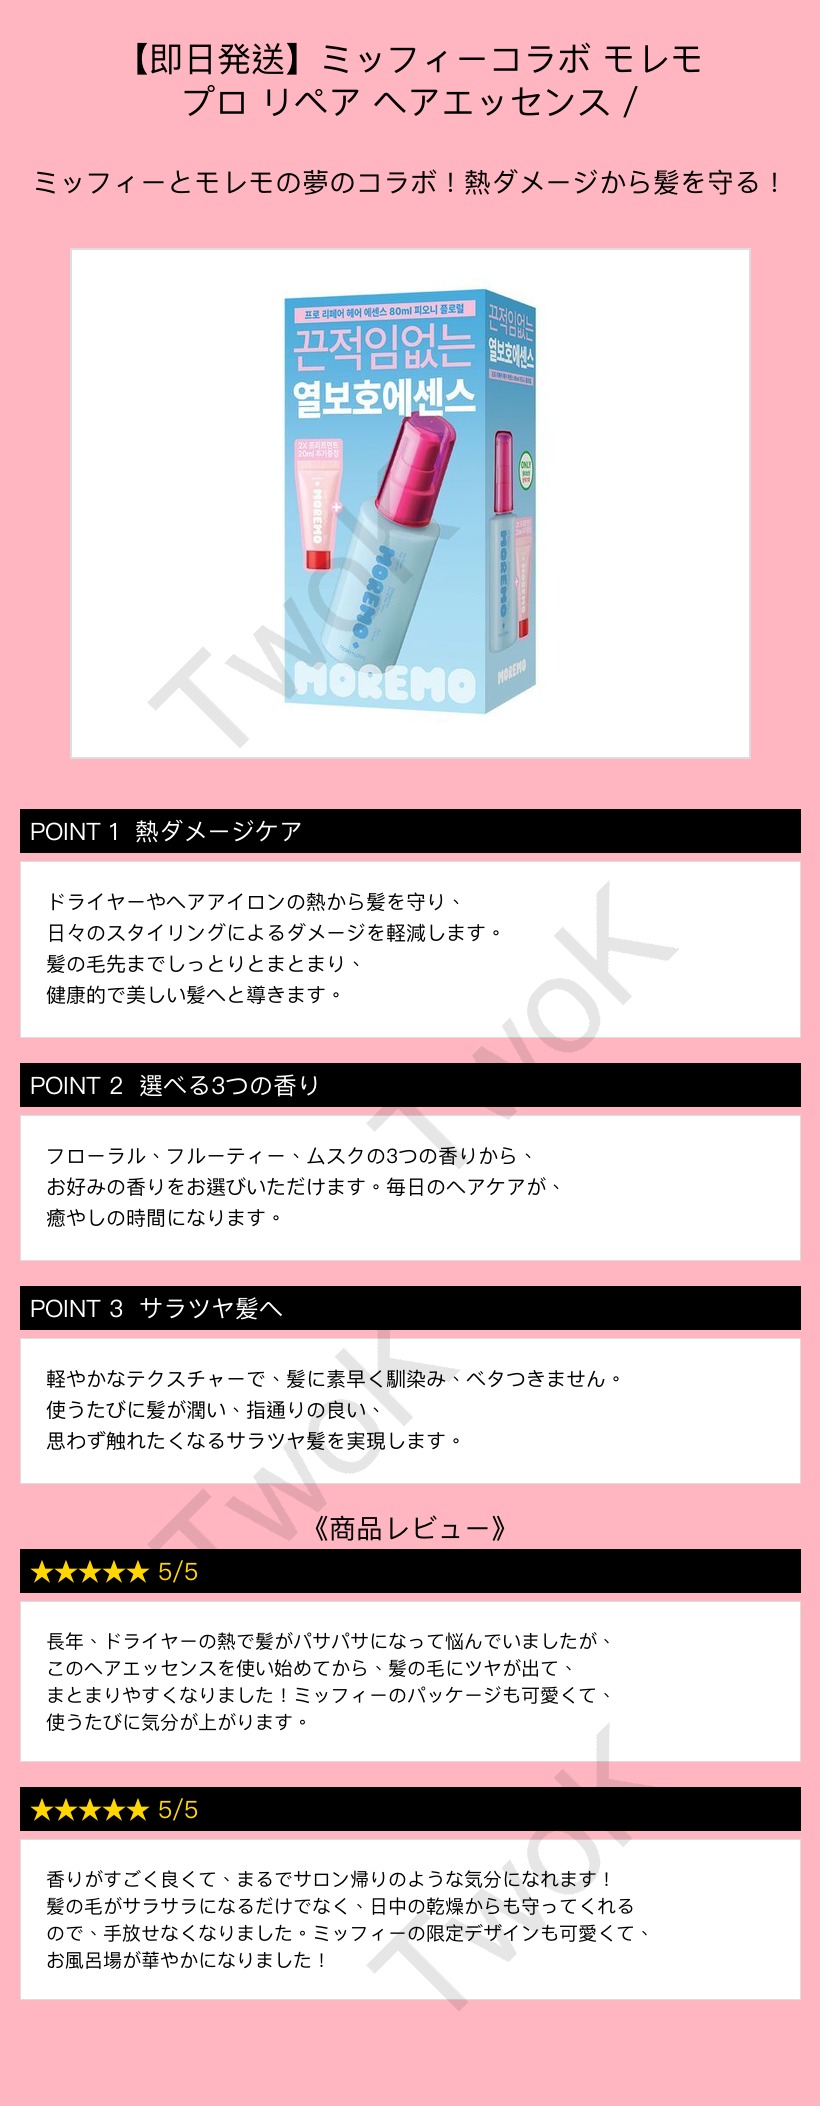 【即日発送】ミッフィーコラボ モレモ
プロ リペア ヘアエッセンス /
ミッフィーとモレモの夢のコラボ！熱ダメージから髪を守る！
프로 리페어 헤어 에센스 80ml 피오니 플로럴
끈적임없는
열보호에센스
2X 트리트먼트
20ml 추가증정
MOREMO
MOREMO
MOREMO
끈적임없는
열보호에센스
ONLY
MOREMO
MOREMO
MOREMO
TwoK
POINT 1 熱ダメージケア
ドライヤーやヘアアイロンの熱から髪を守り、
日々のスタイリングによるダメージを軽減します。
髪の毛先までしっとりとまとまり、
健康的で美しい髪へと導きます。
TwoK
POINT 2 選べる3つの香り
フローラル、フルーティー、ムスクの3つの香りから、
お好みの香りをお選びいただけます。毎日のヘアケアが、
癒やしの時間になります。
POINT 3 サラツヤ髪へ
軽やかなテクスチャーで、髪に素早く馴染み、ベタつきません。
使うたびに髪が潤い、指通りの良い、
思わず触れたくなるサラツヤ髪を実現します。
TwoK
《商品レビュー》
★★★★★ 5/5
長年、ドライヤーの熱で髪がパサパサになって悩んでいましたが、
このヘアエッセンスを使い始めてから、髪の毛にツヤが出て、
まとまりやすくなりました！ミッフィーのパッケージも可愛くて、
使うたびに気分が上がります。
★★★★★ 5/5
香りがすごく良くて、まるでサロン帰りのような気分になれます！
髪の毛がサラサラになるだけでなく、日中の乾燥からも守ってくれる
ので、手放せなくなりました。ミッフィーの限定デザインも可愛くて、
お風呂場が華やかになりました！
TwoK